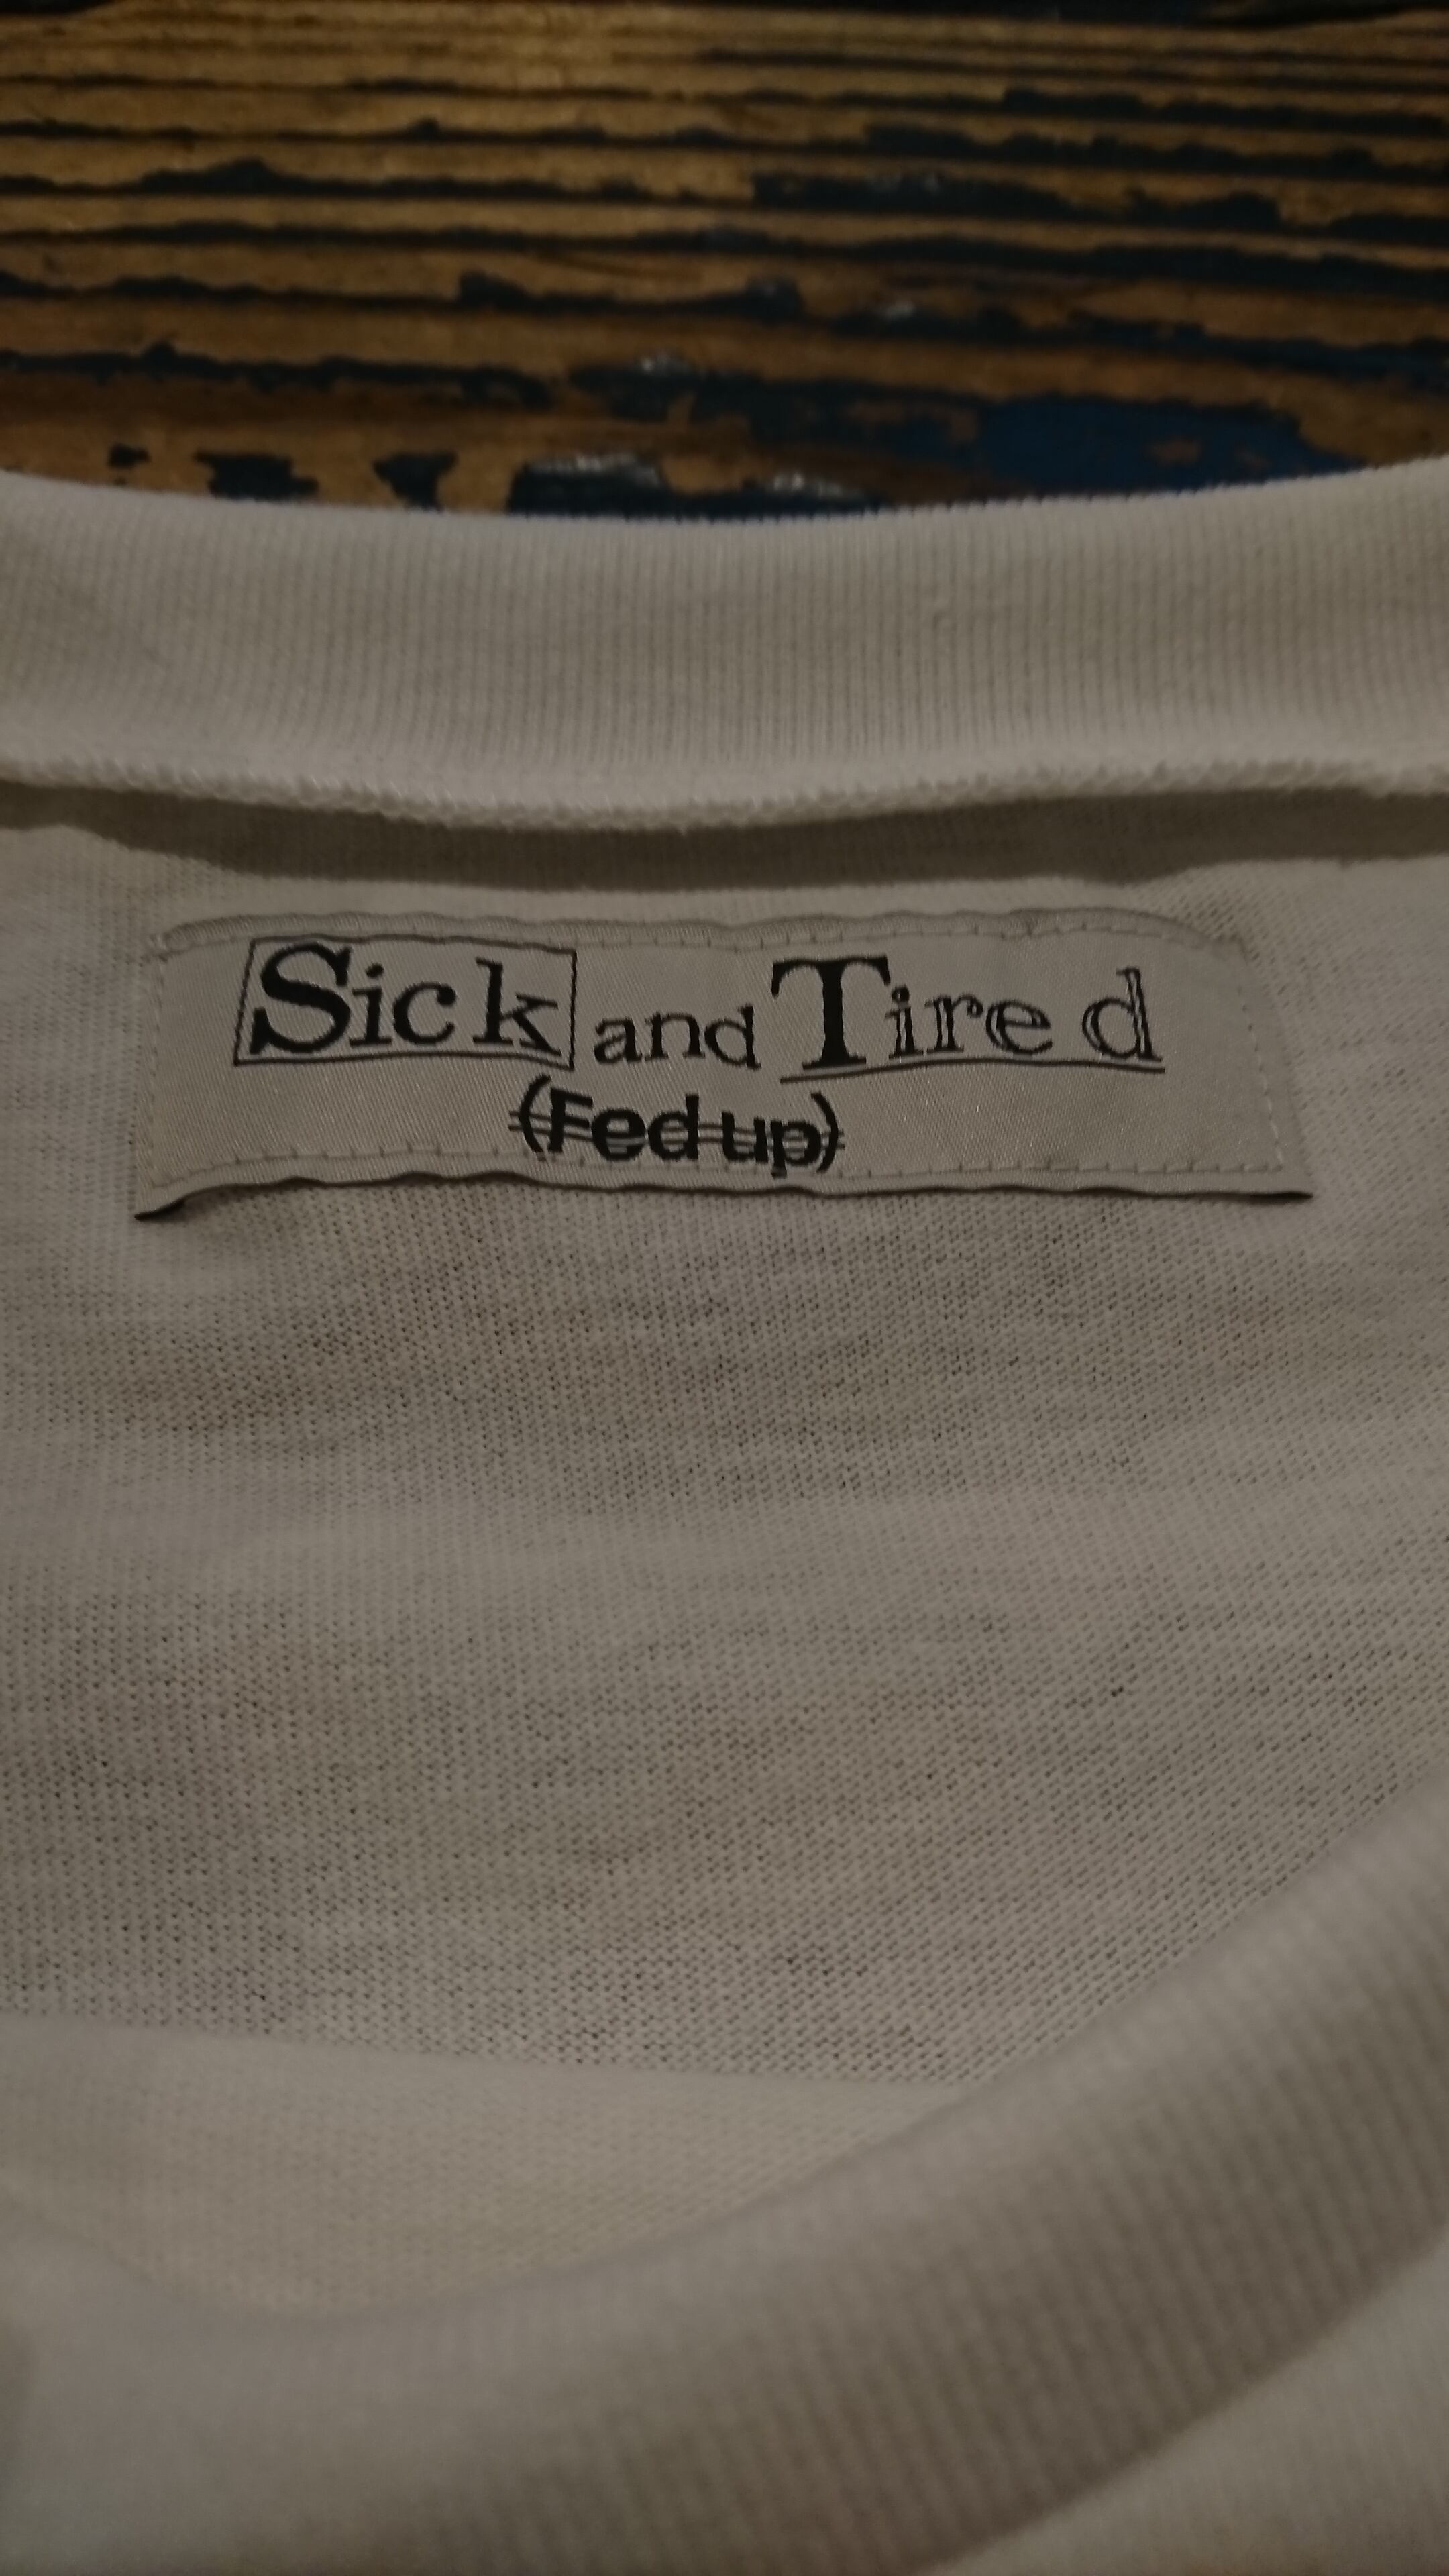 Sick and Tired
(Fed up)